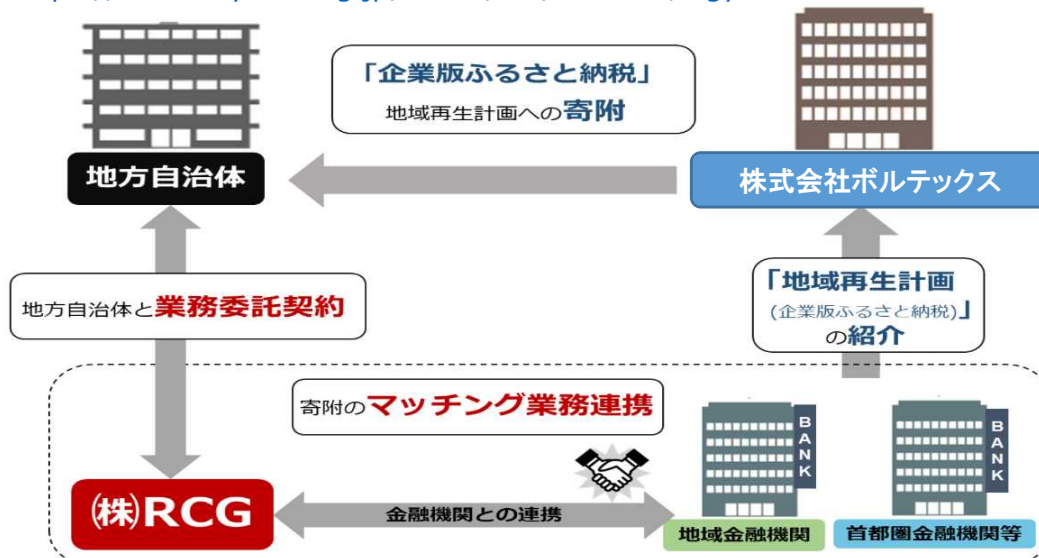 「企業版ふるさと納税」
地域再生計画への寄附
地方自治体
株式会社ボルテックス
地方自治体と業務委託契約
「地域再生計画
(企業版ふるさと納税)」
の紹介
寄附のマッチング業務連携
BANK
BANK
㈱RCG
金融機関との連携
地域金融機関
首都圏金融機関等